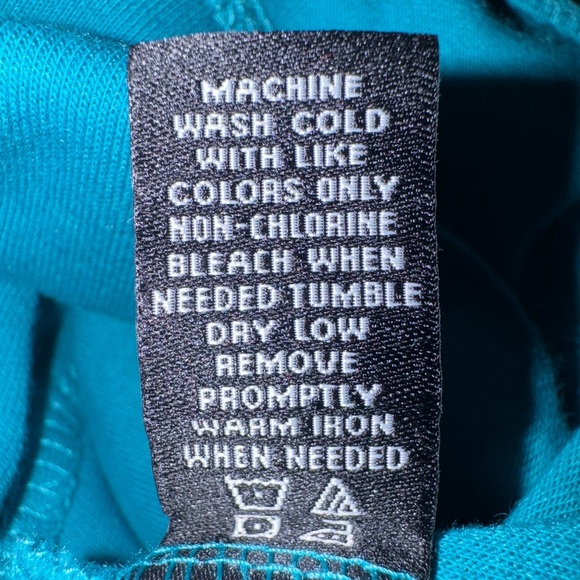 MACHINE
WASH COLD
WITH LIKE
COLORS ONLY
NON-CHLORINE
BLEACH WHEN
NEEDED TUMBLE
DRY LOW
REMOVE
PROMPTLY
WARM IRON
WHEN NEEDED